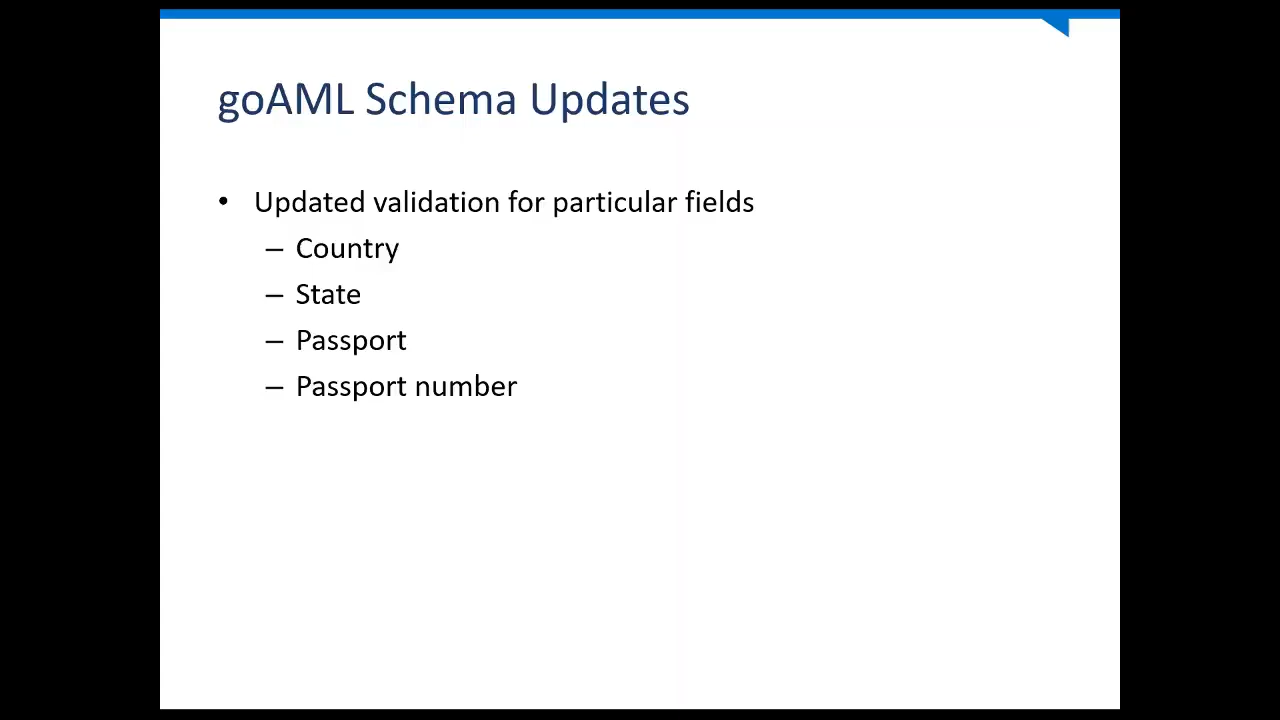 goAML Schema Updates
• Updated validation for particular fields
– Country
– State
– Passport
– Passport number